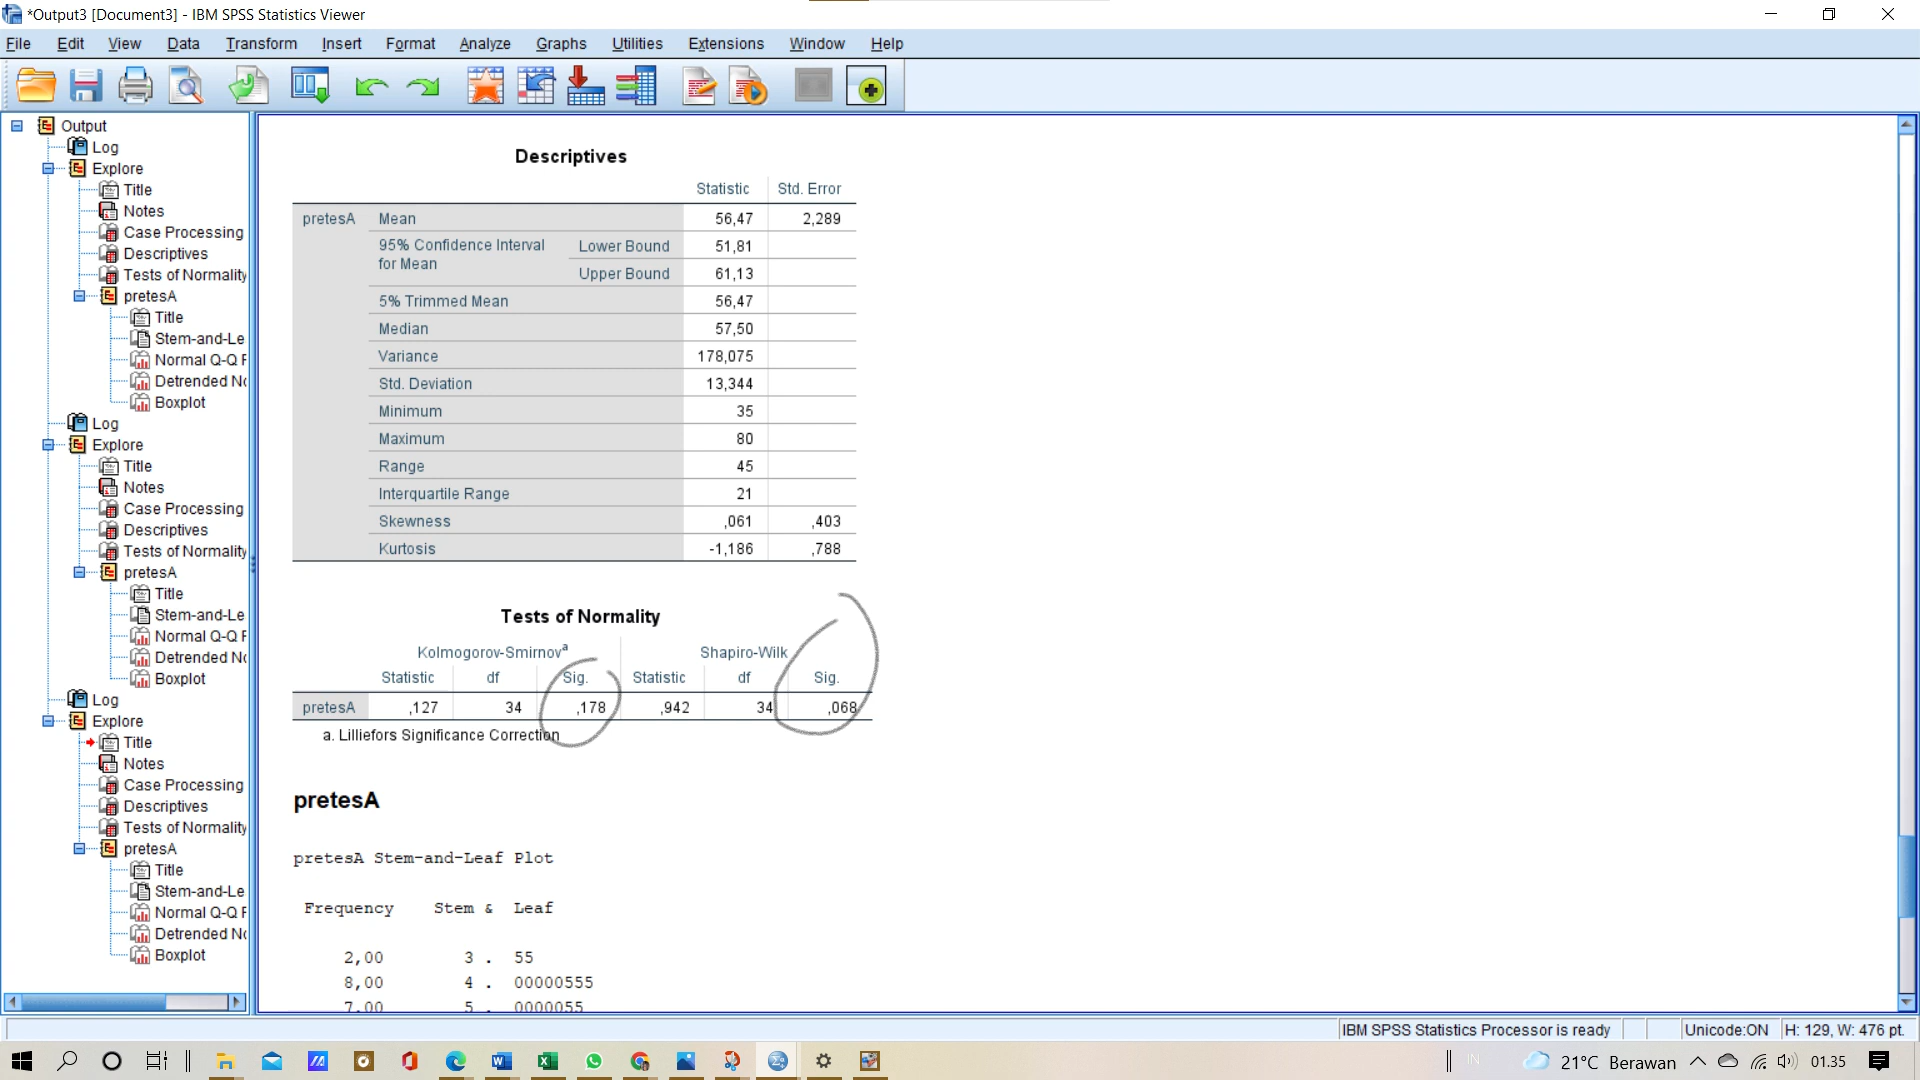 *Output3 [Document3] - IBM SPSS Statistics Viewer
File Edit View Data Transform Insert Format Analyze Graphs Utilities Extensions Window Help
Output
Log
Explore
Title
Notes
Case Processing
Descriptives
Tests of Normality
pretesA
Title
Stem-and-Le
Normal Q-Q P
Detrended No
Boxplot
Log
Explore
Title
Notes
Case Processing
Descriptives
Tests of Normality
pretesA
Title
Stem-and-Le
Normal Q-Q P
Detrended No
Boxplot
Log
Explore
Title
Notes
Case Processing
Descriptives
Tests of Normality
pretesA
Title
Stem-and-Le
Normal Q-Q P
Detrended No
Boxplot
Descriptives
Statistic Std. Error
pretesA Mean 56,47 2,289
95% Confidence Interval for Mean Lower Bound 51,81
Upper Bound 61,13
5% Trimmed Mean 56,47
Median 57,50
Variance 178,075
Std. Deviation 13,344
Minimum 35
Maximum 80
Range 45
Interquartile Range 21
Skewness ,061 ,403
Kurtosis -1,186 ,788
Tests of Normality
Kolmogorov-Smirnovᵃ Shapiro-Wilk
Statistic df Sig. Statistic df Sig.
pretesA ,127 34 ,178 ,942 34 ,068
a. Lilliefors Significance Correction
pretesA
pretesA Stem-and-Leaf Plot
Frequency Stem & Leaf
2,00 3 . 55
8,00 4 . 00000555
7,00 5 . 0000055
IBM SPSS Statistics Processor is ready Unicode:ON H: 129, W: 476 pt.
IN 21°C Berawan 01.35